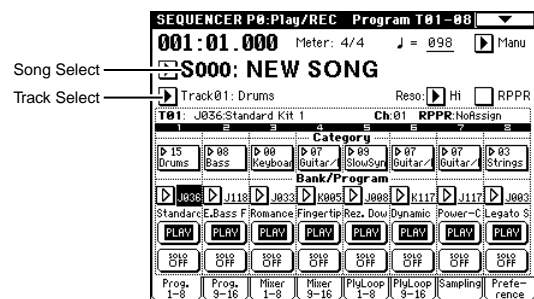 SEQUENCER P0:Play/REC Program T01-08
001:01.000 Meter: 4/4 ♩ = 098 Manu
Song Select
S000: NEW SONG
Track Select
Track01: Drums Reso: Hi RPPR
T01: J036:Standard Kit 1 Ch:01 RPPR:NoAssign
1 2 3 4 5 6 7 8
Category
15 08 00 07 09 07 07 03
Drums Bass Keyboar Guitar/ SlowSyn Guitar/ Guitar/ Strings
Bank/Program
J036 J118 J033 K005 J008 K117 J117 J003
Standarc E.Bass F Romance Fingertip Rez. Dow Dynamic Power-C Legato S
PLAY PLAY PLAY PLAY PLAY PLAY PLAY PLAY
SOLO OFF SOLO OFF SOLO OFF SOLO OFF SOLO OFF SOLO OFF SOLO OFF SOLO OFF
Prog. 1-8 Prog. 9-16 Mixer 1-8 Mixer 9-16 PlyLoop 1-8 PlyLoop 9-16 Sampling Prefe-rence